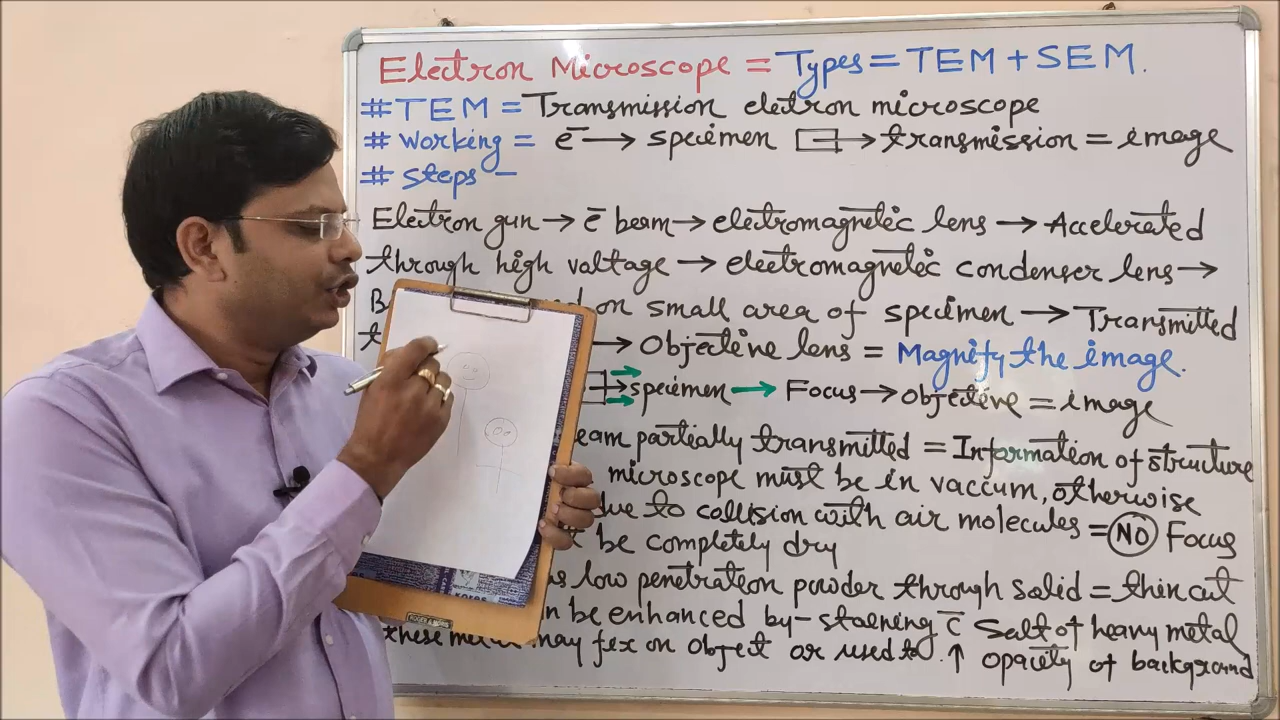 Electron Microscope = Types = TEM + SEM.
# TEM = Transmission electron microscope
# Working = e̅ → specimen → transmission = image
# Steps -
Electron gun → e̅ beam → electromagnetic lens → Accelerated
through high voltage → electromagnetic condenser lens →
on small area of specimen → Transmitted
→ Objective lens = Magnify the image.
→ specimen → Focus → objective = image
partially transmitted = Information of structure
microscope must be in vaccum, otherwise
due to collision with air molecules = NO Focus
be completely dry
low penetration powder through solid = thin cut
be enhanced by - staining c̅ Salt of heavy metal
these may fix on object or used to ↑ opacity of background